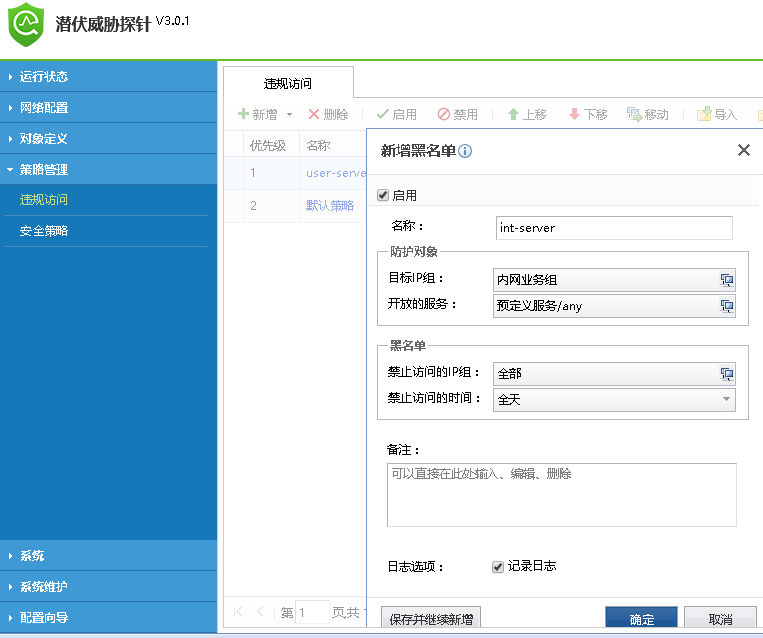 潜伏威胁探针 V3.0.1
运行状态
网络配置
对象定义
策略管理
违规访问
安全策略
系统
系统维护
配置向导
违规访问
新增 删除 启用 禁用 上移 下移 移动 导入
优先级 名称
1 user-serve
2 默认策略
第 1 页共
新增黑名单
启用
名称： int-server
防护对象
目标IP组： 内网业务组
开放的服务： 预定义服务/any
黑名单
禁止访问的IP组： 全部
禁止访问的时间： 全天
备注：
可以直接在此处输入、编辑、删除
日志选项： 记录日志
保存并继续新增 确定 取消